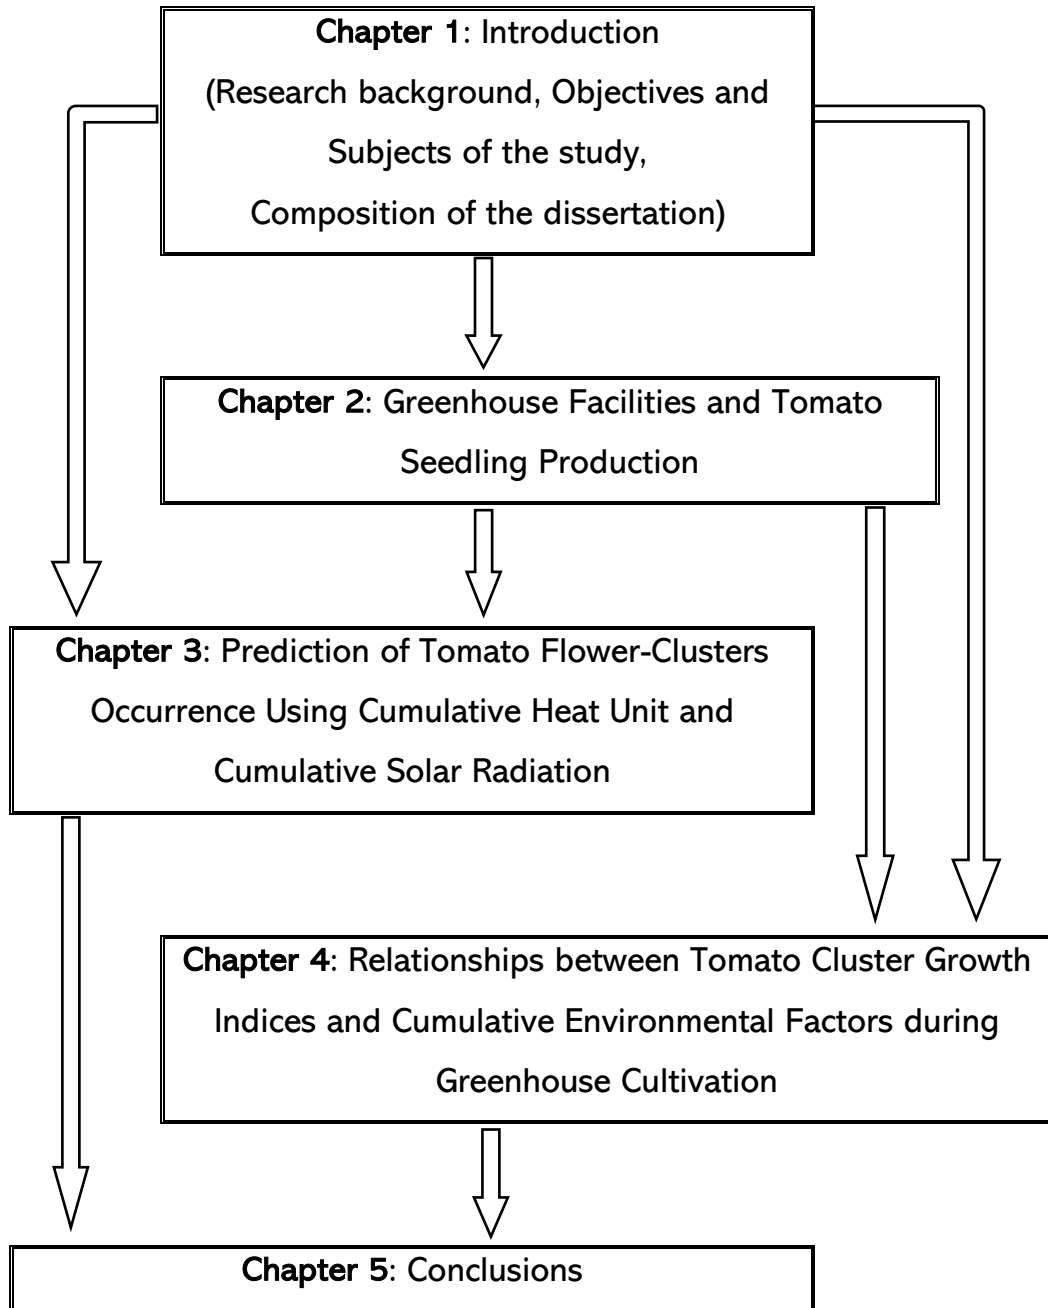 Chapter 1: Introduction
(Research background, Objectives and
Subjects of the study,
Composition of the dissertation)
Chapter 2: Greenhouse Facilities and Tomato
Seedling Production
Chapter 3: Prediction of Tomato Flower-Clusters
Occurrence Using Cumulative Heat Unit and
Cumulative Solar Radiation
Chapter 4: Relationships between Tomato Cluster Growth
Indices and Cumulative Environmental Factors during
Greenhouse Cultivation
Chapter 5: Conclusions